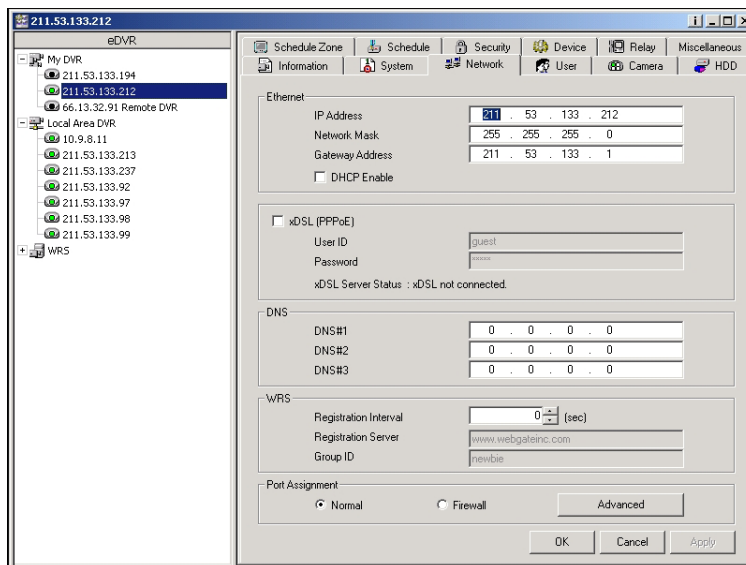 211.53.133.212
eDVR
My DVR
211.53.133.194
211.53.133.212
66.13.32.91 Remote DVR
Local Area DVR
10.9.8.11
211.53.133.213
211.53.133.237
211.53.133.92
211.53.133.97
211.53.133.98
211.53.133.99
WRS
Schedule Zone Schedule Security Device Relay Miscellaneous
Information System Network User Camera HDD
Ethernet
IP Address 211 . 53 . 133 . 212
Network Mask 255 . 255 . 255 . 0
Gateway Address 211 . 53 . 133 . 1
DHCP Enable
xDSL (PPPoE)
User ID guest
Password *****
xDSL Server Status : xDSL not connected.
DNS
DNS#1 0 . 0 . 0 . 0
DNS#2 0 . 0 . 0 . 0
DNS#3 0 . 0 . 0 . 0
WRS
Registration Interval 0 (sec)
Registration Server www.webgateinc.com
Group ID newbie
Port Assignment
Normal Firewall Advanced
OK Cancel Apply